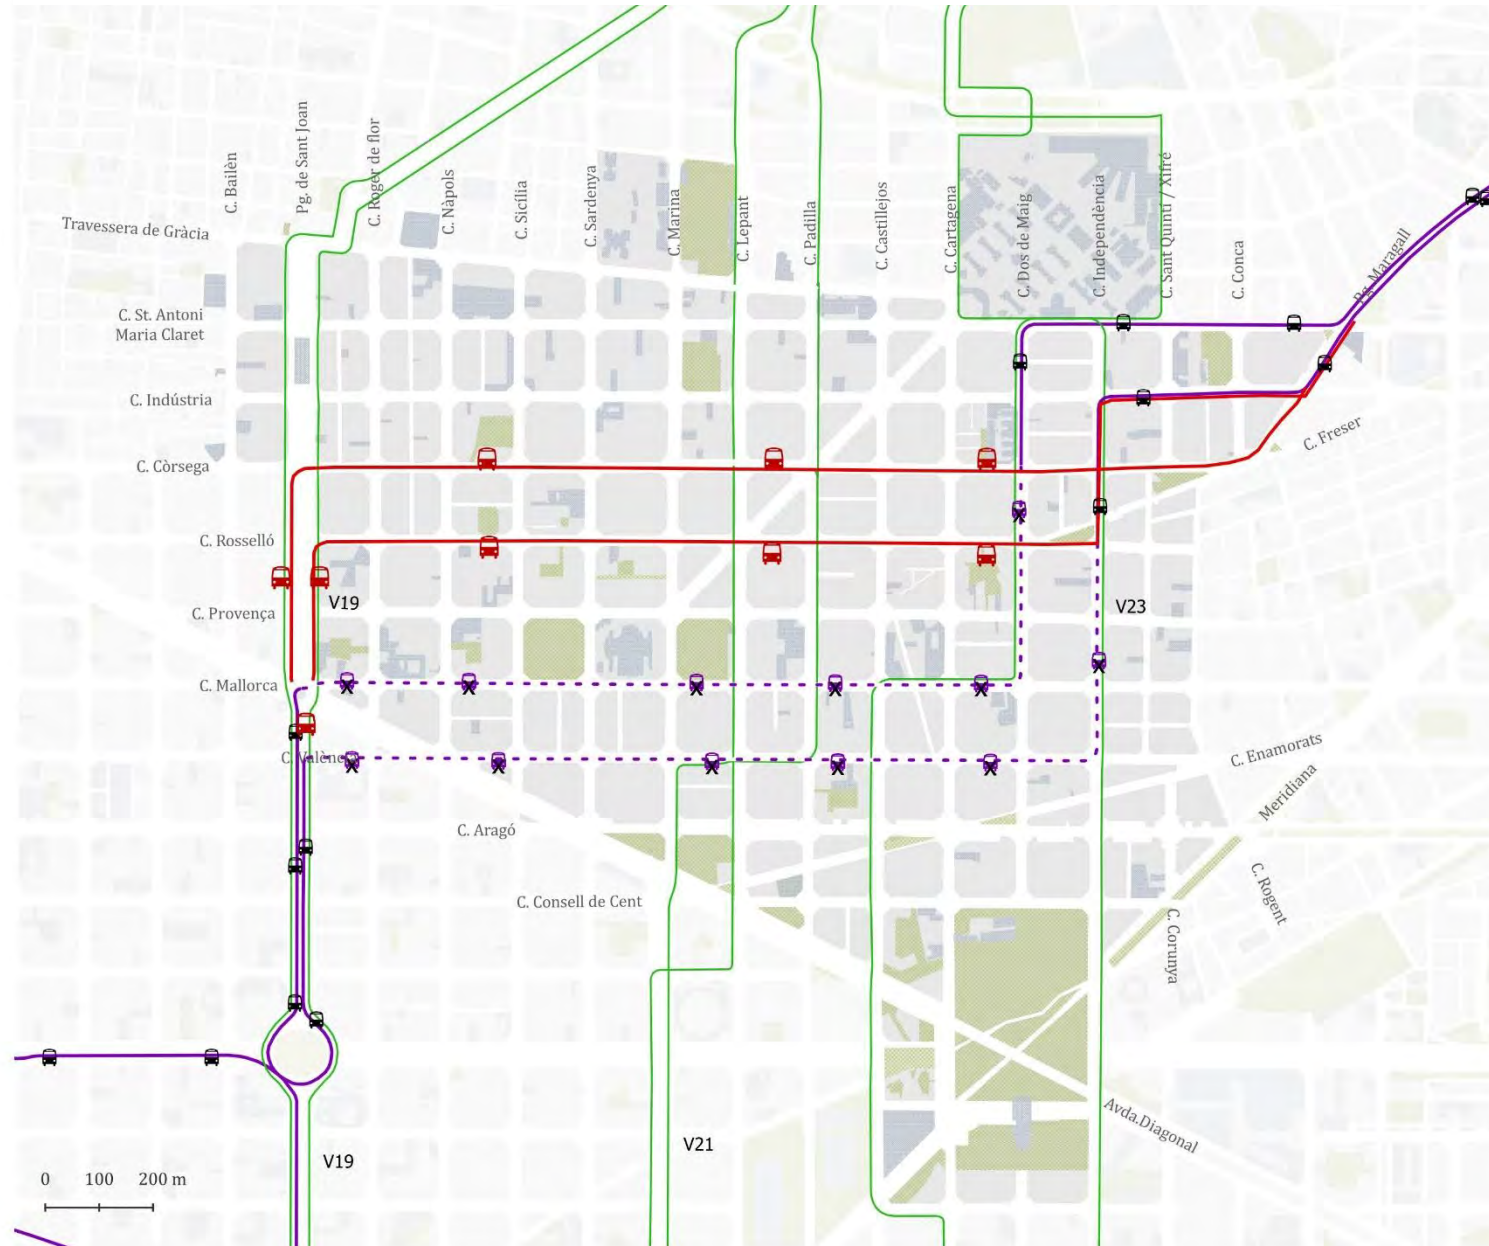 C. Bailèn
Pg. de Sant Joan
C. Roger de flor
C. Nàpols
C. Sicília
C. Sardenya
C. Marina
C. Lepant
C. Padilla
C. Castillejos
C. Cartagena
C. Dos de Maig
C. Independència
C. Sant Quintí / Xifré
C. Conca
Pg. Maragall
Travessera de Gràcia
C. St. Antoni
Maria Claret
C. Indústria
C. Freser
C. Còrsega
C. Rosselló
C. Provença
V19
V23
C. Mallorca
C. València
C. Enamorats
Meridiana
C. Aragó
C. Rogent
C. Consell de Cent
C. Corunya
Avda.Diagonal
V21
V19
0 100 200 m